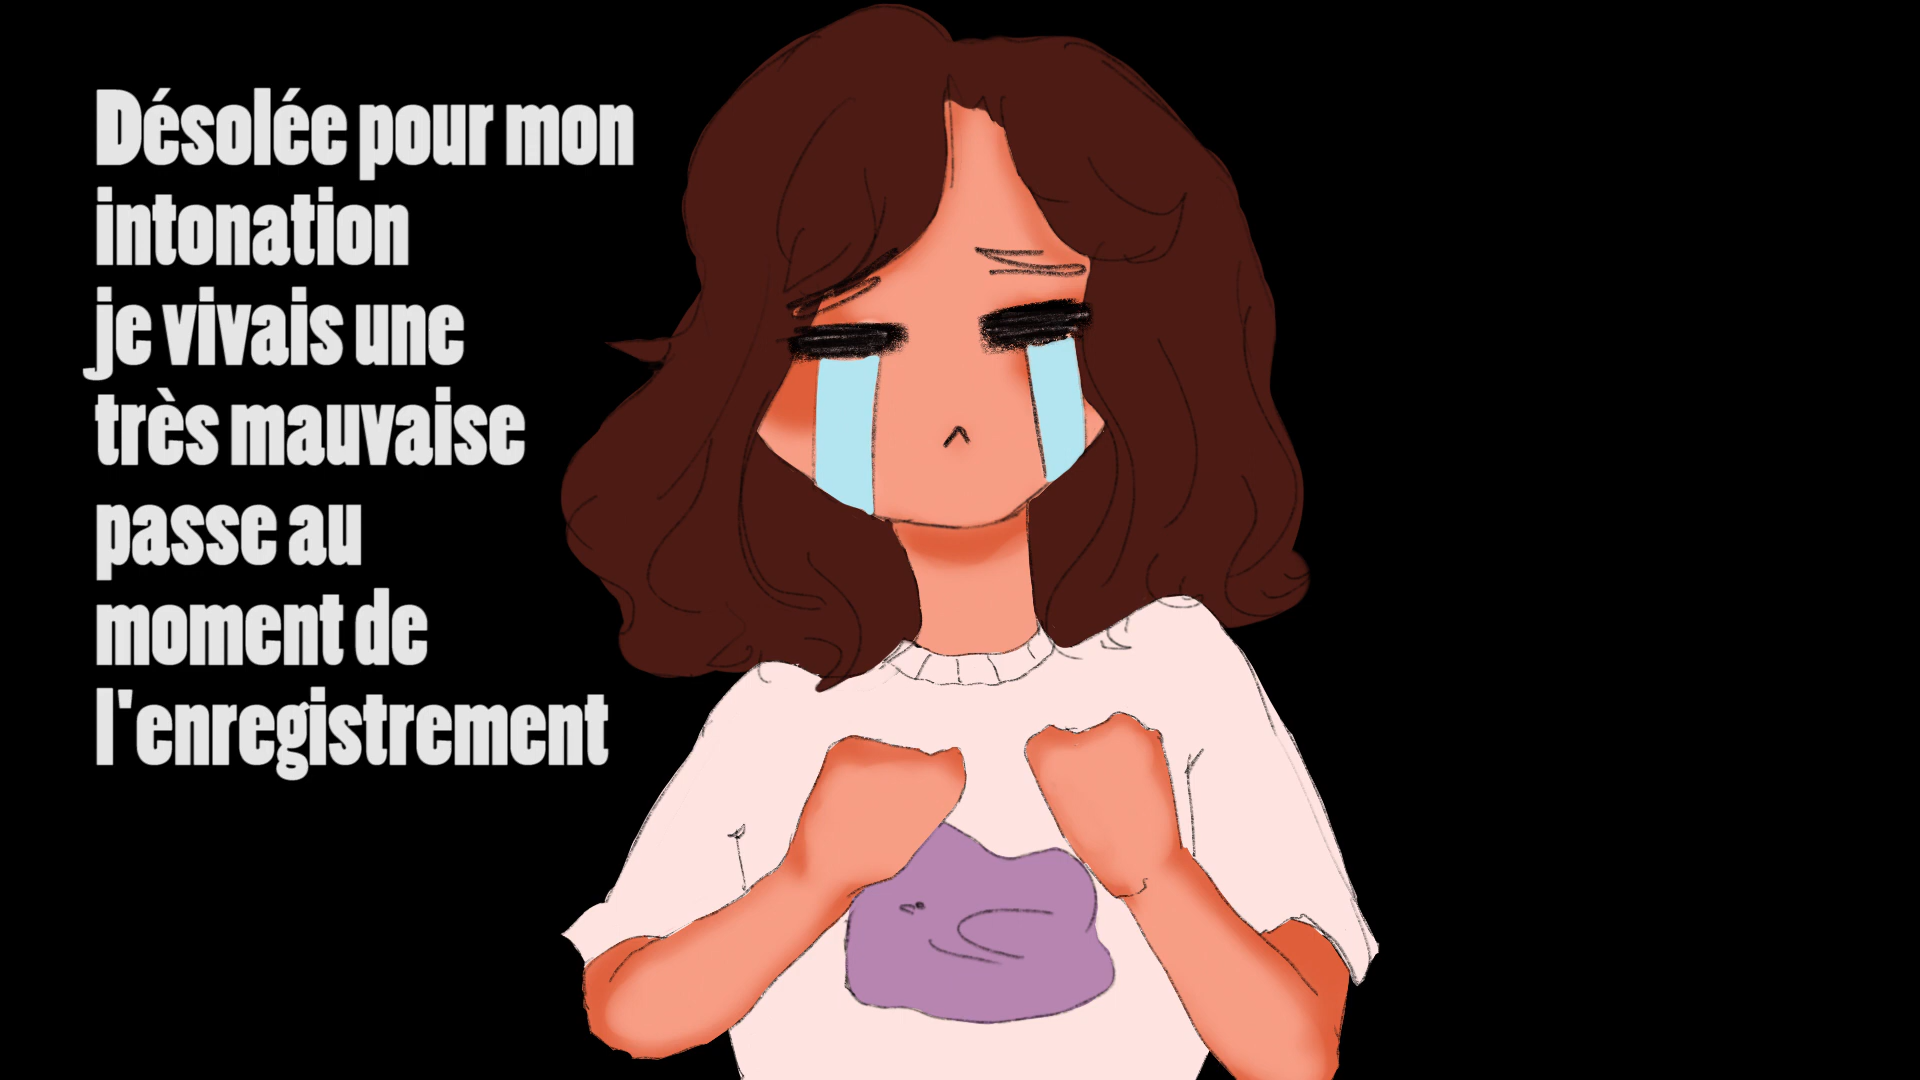 Désolée pour mon
intonation
je vivais une
très mauvaise
passe au
moment de
l'enregistrement